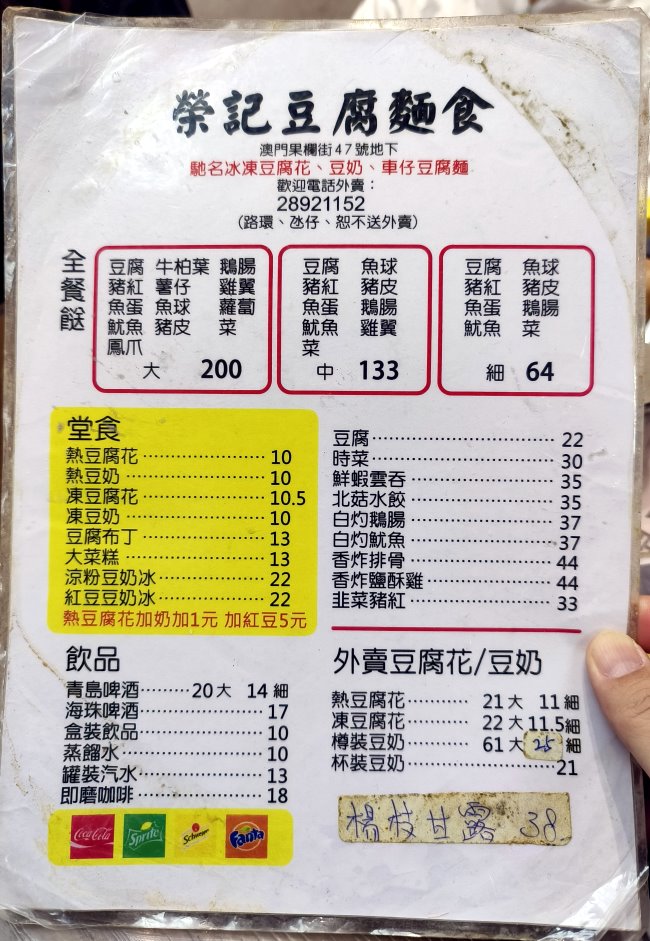 榮記豆腐麵食
澳門果欄街47號地下
馳名冰凍豆腐花、豆奶、車仔豆腐麵
歡迎電話外賣：
28921152
(路環、氹仔、恕不送外賣)
全餐餸
豆腐 牛柏葉 鵝腸
豬紅 薯仔 雞翼
魚蛋 魚球 蘿蔔
魷魚 豬皮 菜
鳳爪
大 200
豆腐 魚球
豬紅 豬皮
魚蛋 鵝腸
魷魚 雞翼
菜
中 133
豆腐 魚球
豬紅 豬皮
魚蛋 鵝腸
魷魚 菜
細 64
堂食
熱豆腐花 10
熱豆奶 10
凍豆腐花 10.5
凍豆奶 10
豆腐布丁 13
大菜糕 13
涼粉豆奶冰 22
紅豆豆奶冰 22
熱豆腐花加奶加1元 加紅豆5元
豆腐 22
時菜 30
鮮蝦雲吞 35
北菇水餃 35
白灼鵝腸 37
白灼魷魚 37
香炸排骨 44
香炸鹽酥雞 44
韭菜豬紅 33
飲品
青島啤酒 20大 14細
海珠啤酒 17
盒裝飲品 10
蒸餾水 10
罐裝汽水 13
即磨咖啡 18
Coca-Cola Sprite Schweppes Fanta
外賣豆腐花/豆奶
熱豆腐花 21大 11細
凍豆腐花 22大 11.5細
樽裝豆奶 61大 25細
杯裝豆奶 21
楊枝甘露 38